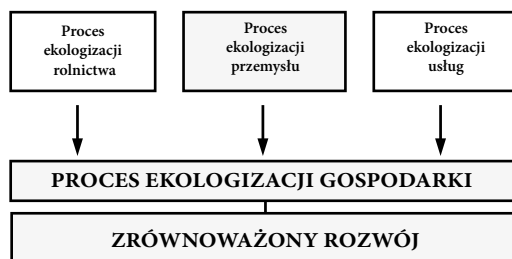 Proces
ekologizacji
rolnictwa
Proces
ekologizacji
przemysłu
Proces
ekologizacji
usług
PROCES EKOLOGIZACJI GOSPODARKI
ZRÓWNOWAŻONY ROZWÓJ